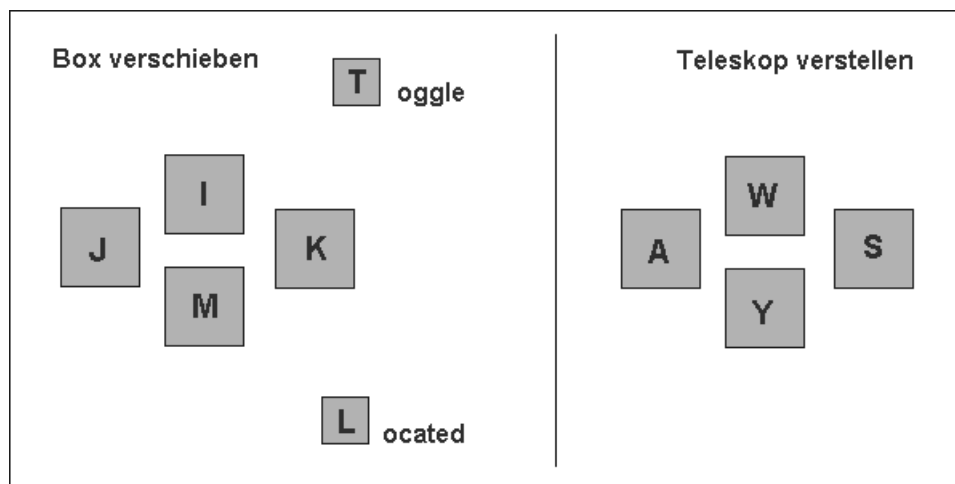 Box verschieben
T oggle
I
J
K
M
L ocated
Teleskop verstellen
W
A
S
Y